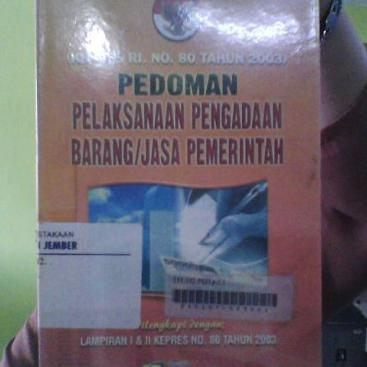 RI. NO. 80 TAHUN 2003)
PEDOMAN
PELAKSANAAN PENGADAAN
BARANG/JASA PEMERINTAH
STAKAAN
JEMBER
dengan:
LAMPIRAN I & II KEPRES NO. 80 TAHUN 2003